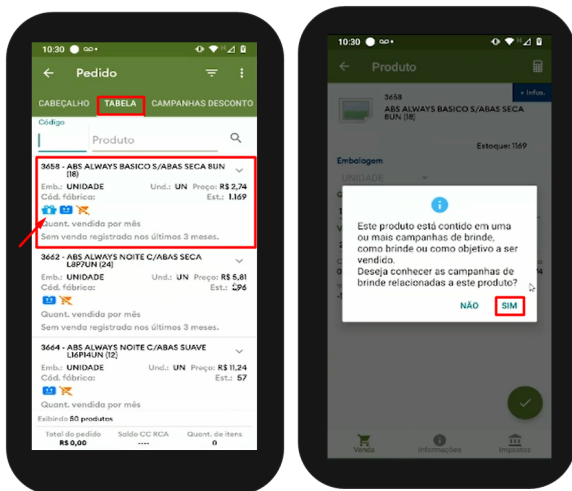 10:30
Pedido
CABEÇALHO TABELA CAMPANHAS DESCONTO
Código
Produto
3658 - ABS ALWAYS BASICO S/ABAS SECA 8UN (18)
Emb.: UNIDADE Und.: UN Preço: R$ 2,74
Cód. fábrica: Est.: 1.169
Quant. vendida por mês
Sem venda registrada nos últimos 3 meses.
3662 - ABS ALWAYS NOITE C/ABAS SECA
L8P7UN (24)
Emb.: UNIDADE Und.: UN Preço: R$ 5,81
Cód. fábrica: Est.: 296
Quant. vendida por mês
Sem venda registrada nos últimos 3 meses.
3664 - ABS ALWAYS NOITE C/ABAS SUAVE
L16P14UN (12)
Emb.: UNIDADE Und.: UN Preço: R$ 11,24
Cód. fábrica: Est.: 57
Quant. vendida por mês
Exibindo 50 produtos
Total do pedido Saldo CC RCA Quant. de itens
R$ 0,00 ---- 0
10:30
Produto
+ Infos.
3658
ABS ALWAYS BASICO S/ABAS SECA
8UN (18)
Estoque: 1169
Embalagem
UNIDADE
Este produto está contido em uma
ou mais campanhas de brinde,
como brinde ou como objetivo a ser
vendido.
Deseja conhecer as campanhas de
brinde relacionadas a este produto?
NÃO SIM
Venda Informações Impostos